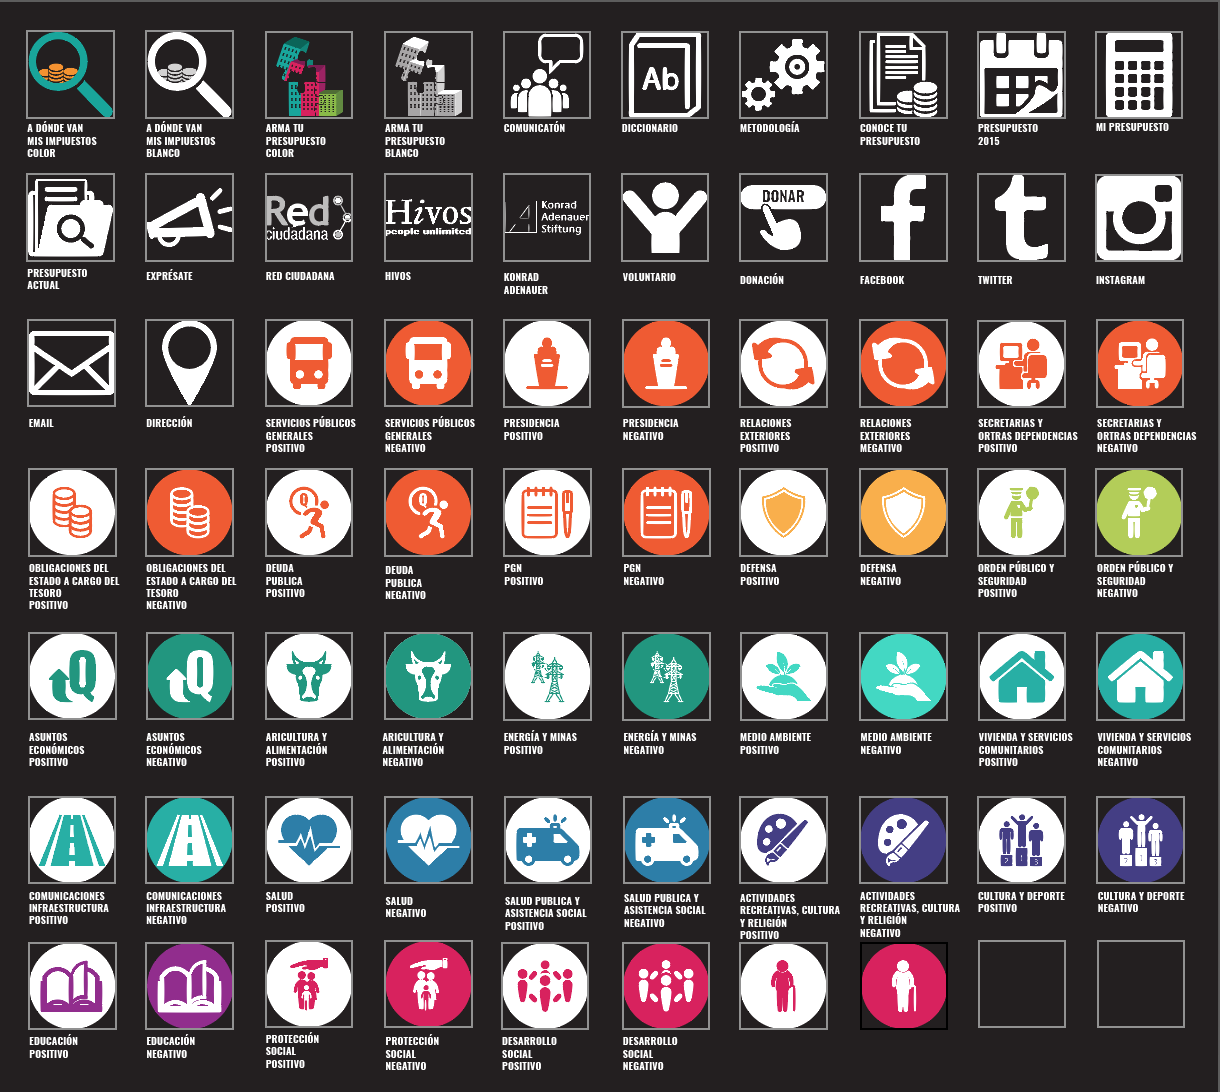 A DÓNDE VAN
MIS IMPIUESTOS
COLOR
A DÓNDE VAN
MIS IMPIUESTOS
BLANCO
ARMA TU
PRESUPUESTO
COLOR
ARMA TU
PRESUPUESTO
BLANCO
COMUNICATÓN
Ab
DICCIONARIO
METODOLOGÍA
CONOCE TU
PRESUPUESTO
PRESUPUESTO
2015
MI PRESUPUESTO
PRESUPUESTO
ACTUAL
EXPRÉSATE
Red
ciudadana
RED CIUDADANA
Hivos
people unlimited
HIVOS
Konrad
Adenauer
Stiftung
KONRAD
ADENAUER
VOLUNTARIO
DONAR
DONACIÓN
f
FACEBOOK
t
TWITTER
INSTAGRAM
EMAIL
DIRECCIÓN
SERVICIOS PÚBLICOS
GENERALES
POSITIVO
SERVICIOS PÚBLICOS
GENERALES
NEGATIVO
PRESIDENCIA
POSITIVO
PRESIDENCIA
NEGATIVO
RELACIONES
EXTERIORES
POSITIVO
RELACIONES
EXTERIORES
MEGATIVO
SECRETARIAS Y
ORTRAS DEPENDENCIAS
POSITIVO
SECRETARIAS Y
ORTRAS DEPENDENCIAS
NEGATIVO
OBLIGACIONES DEL
ESTADO A CARGO DEL
TESORO
POSITIVO
OBLIGACIONES DEL
ESTADO A CARGO DEL
TESORO
NEGATIVO
Q
DEUDA
PUBLICA
POSITIVO
Q
DEUDA
PUBLICA
NEGATIVO
PGN
POSITIVO
PGN
NEGATIVO
DEFENSA
POSITIVO
DEFENSA
NEGATIVO
ORDEN PÚBLICO Y
SEGURIDAD
POSITIVO
ORDEN PÚBLICO Y
SEGURIDAD
NEGATIVO
Q
ASUNTOS
ECONÓMICOS
POSITIVO
Q
ASUNTOS
ECONÓMICOS
NEGATIVO
ARICULTURA Y
ALIMENTACIÓN
POSITIVO
ARICULTURA Y
ALIMENTACIÓN
NEGATIVO
ENERGÍA Y MINAS
POSITIVO
ENERGÍA Y MINAS
NEGATIVO
MEDIO AMBIENTE
POSITIVO
MEDIO AMBIENTE
NEGATIVO
VIVIENDA Y SERVICIOS
COMUNITARIOS
POSITIVO
VIVIENDA Y SERVICIOS
COMUNITARIOS
NEGATIVO
COMUNICACIONES
INFRAESTRUCTURA
POSITIVO
COMUNICACIONES
INFRAESTRUCTURA
NEGATIVO
SALUD
POSITIVO
SALUD
NEGATIVO
SALUD PUBLICA Y
ASISTENCIA SOCIAL
POSITIVO
SALUD PUBLICA Y
ASISTENCIA SOCIAL
NEGATIVO
ACTIVIDADES
RECREATIVAS, CULTURA
Y RELIGIÓN
POSITIVO
ACTIVIDADES
RECREATIVAS, CULTURA
Y RELIGIÓN
NEGATIVO
2 1 3
CULTURA Y DEPORTE
POSITIVO
2 1 3
CULTURA Y DEPORTE
NEGATIVO
EDUCACIÓN
POSITIVO
EDUCACIÓN
NEGATIVO
PROTECCIÓN
SOCIAL
POSITIVO
PROTECCIÓN
SOCIAL
NEGATIVO
DESARROLLO
SOCIAL
POSITIVO
DESARROLLO
SOCIAL
NEGATIVO